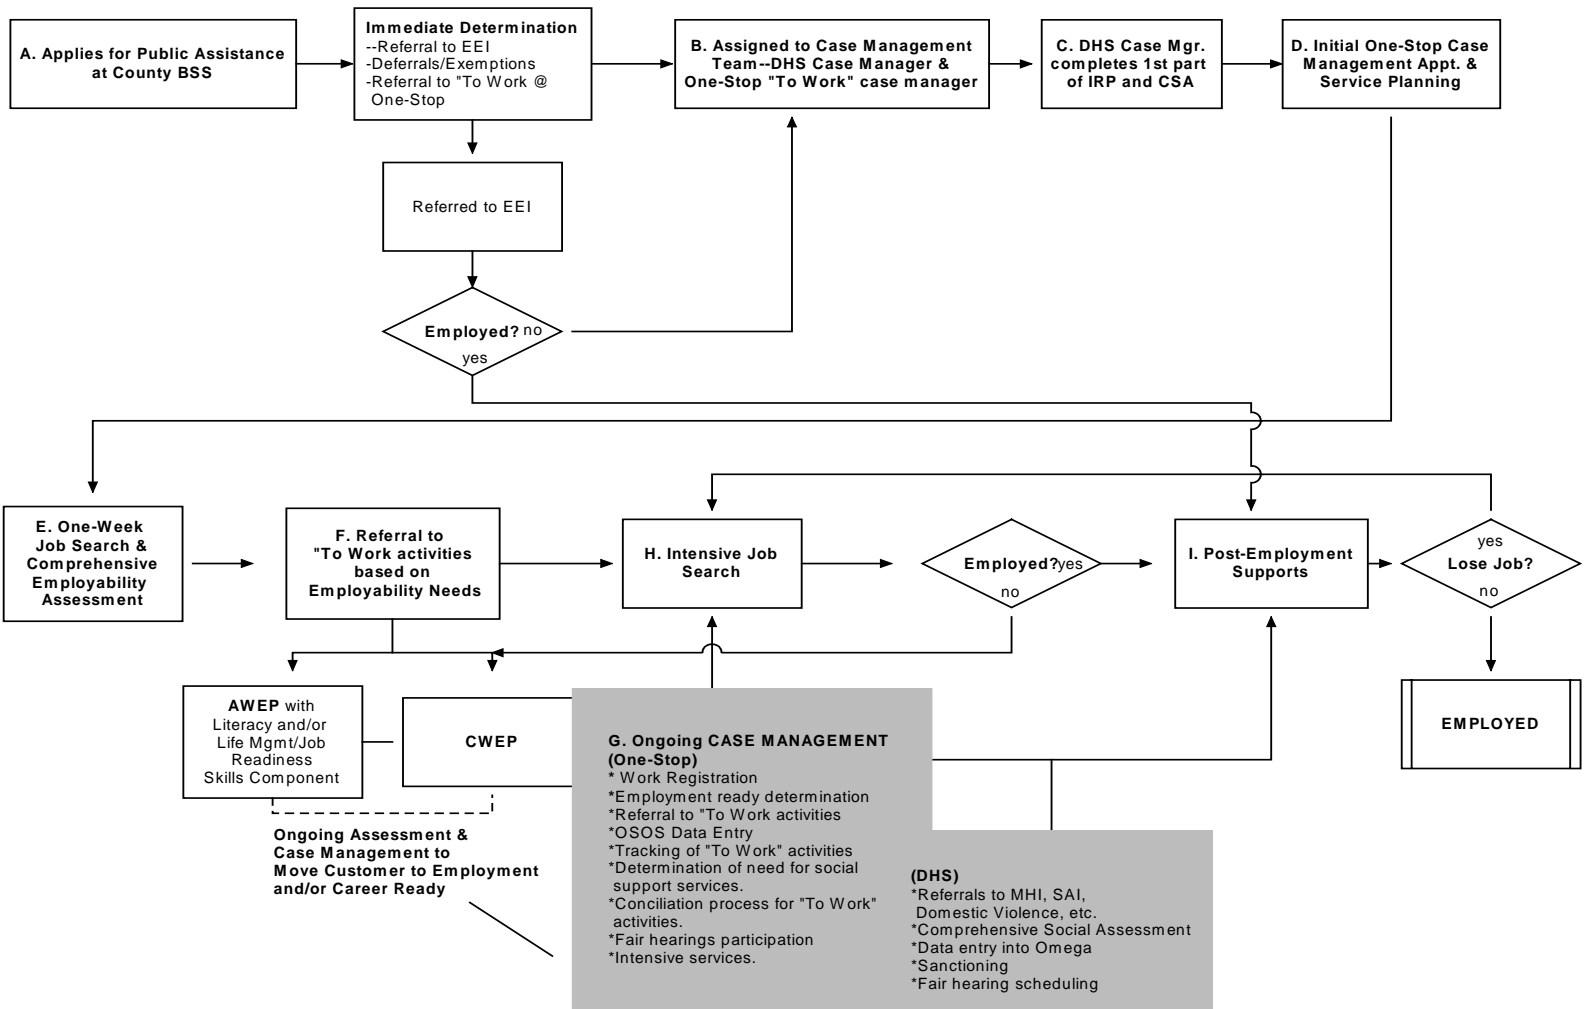 A. Applies for Public Assistance
at County BSS
Immediate Determination
--Referral to EEI
-Deferrals/Exemptions
-Referral to "To Work @
One-Stop
B. Assigned to Case Management
Team--DHS Case Manager &
One-Stop "To Work" case manager
C. DHS Case Mgr.
completes 1st part
of IRP and CSA
D. Initial One-Stop Case
Management Appt. &
Service Planning
Referred to EEI
Employed? no
yes
E. One-Week
Job Search &
Comprehensive
Employability
Assessment
F. Referral to
"To Work activities
based on
Employability Needs
H. Intensive Job
Search
Employed?yes
no
I. Post-Employment
Supports
yes
Lose Job?
no
AWEP with
Literacy and/or
Life Mgmt/Job
Readiness
Skills Component
CWEP
EMPLOYED
Ongoing Assessment &
Case Management to
Move Customer to Employment
and/or Career Ready
G. Ongoing CASE MANAGEMENT
(One-Stop)
* Work Registration
*Employment ready determination
*Referral to "To Work activities
*OSOS Data Entry
*Tracking of "To Work" activities
*Determination of need for social
support services.
*Conciliation process for "To Work"
activities.
*Fair hearings participation
*Intensive services.
(DHS)
*Referrals to MHI, SAI,
Domestic Violence, etc.
*Comprehensive Social Assessment
*Data entry into Omega
*Sanctioning
*Fair hearing scheduling